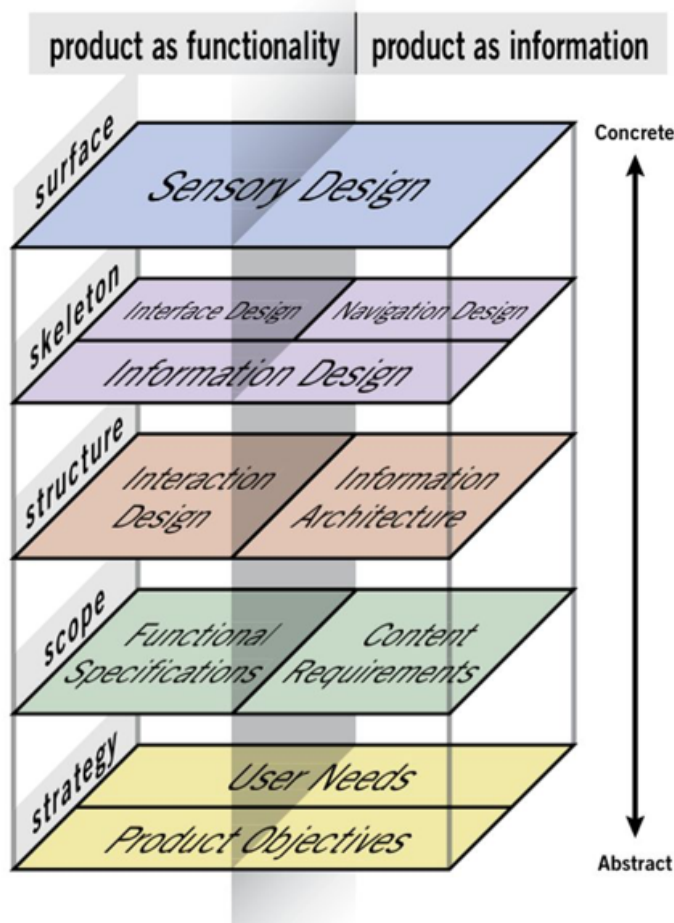 product as functionality product as information
Concrete
surface
Sensory Design
skeleton
Interface Design Navigation Design
Information Design
structure
Interaction
Design
Information
Architecture
scope
Functional
Specifications
Content
Requirements
strategy
User Needs
Product Objectives
Abstract